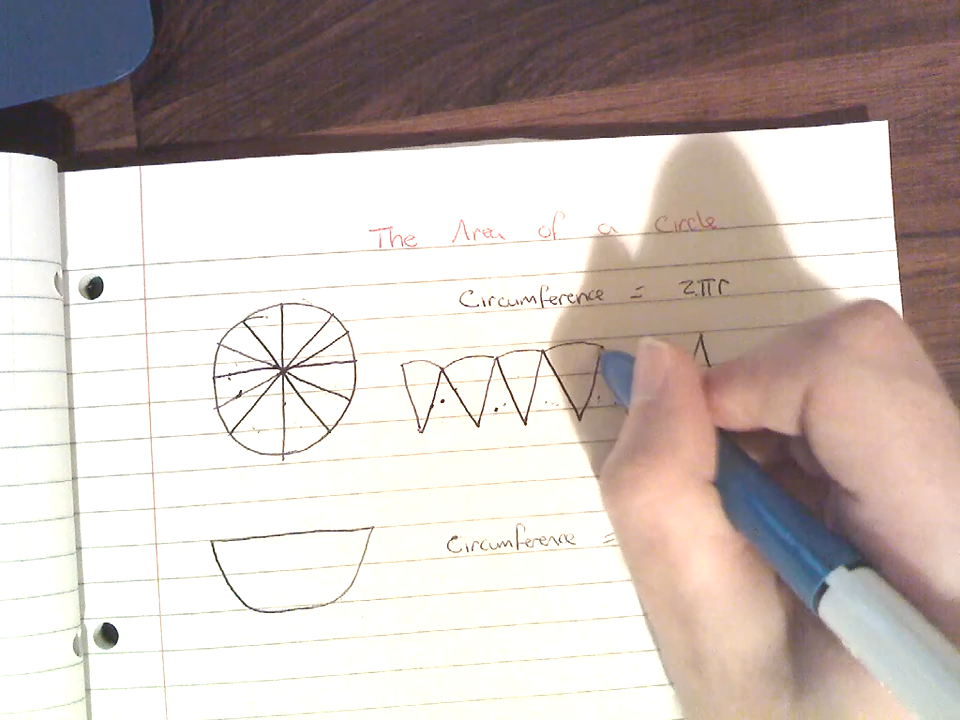 The Area of a Circle
Circumference = 2πr
Circumference =